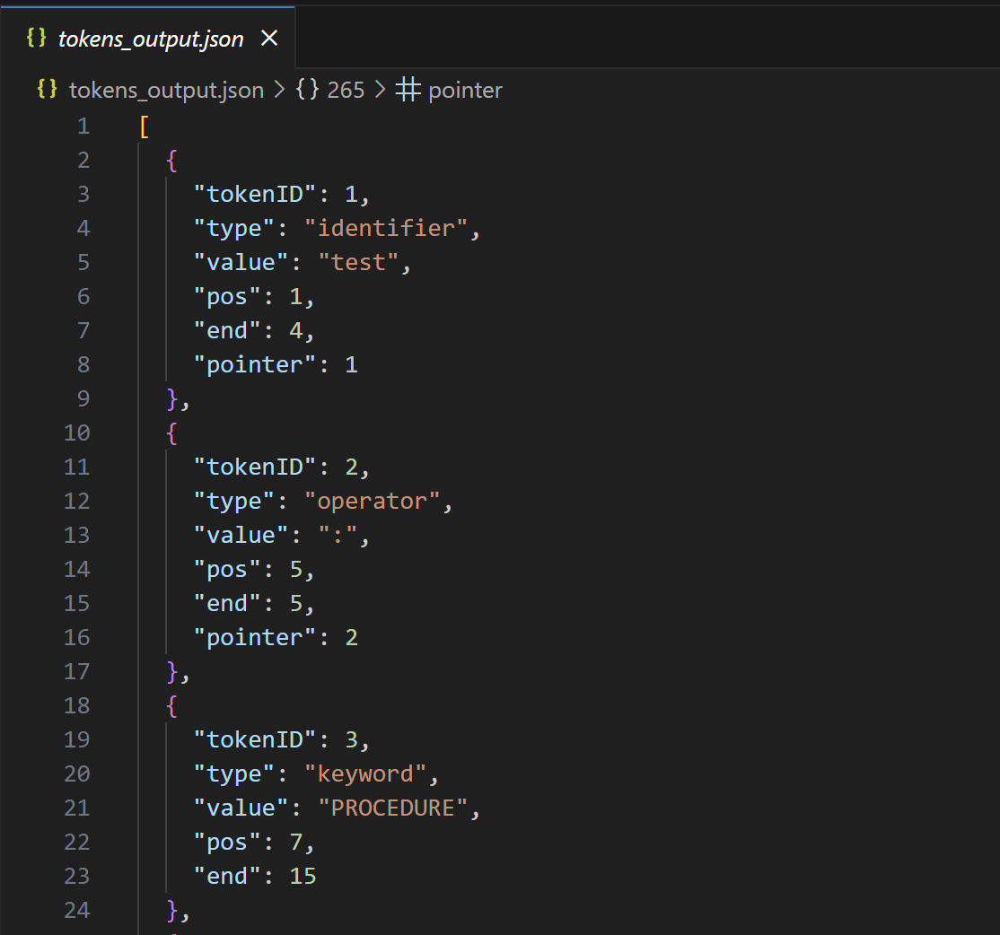 {} tokens_output.json ×
{} tokens_output.json > {} 265 > # pointer
1 [
2 {
3 "tokenID": 1,
4 "type": "identifier",
5 "value": "test",
6 "pos": 1,
7 "end": 4,
8 "pointer": 1
9 },
10 {
11 "tokenID": 2,
12 "type": "operator",
13 "value": ":",
14 "pos": 5,
15 "end": 5,
16 "pointer": 2
17 },
18 {
19 "tokenID": 3,
20 "type": "keyword",
21 "value": "PROCEDURE",
22 "pos": 7,
23 "end": 15
24 },